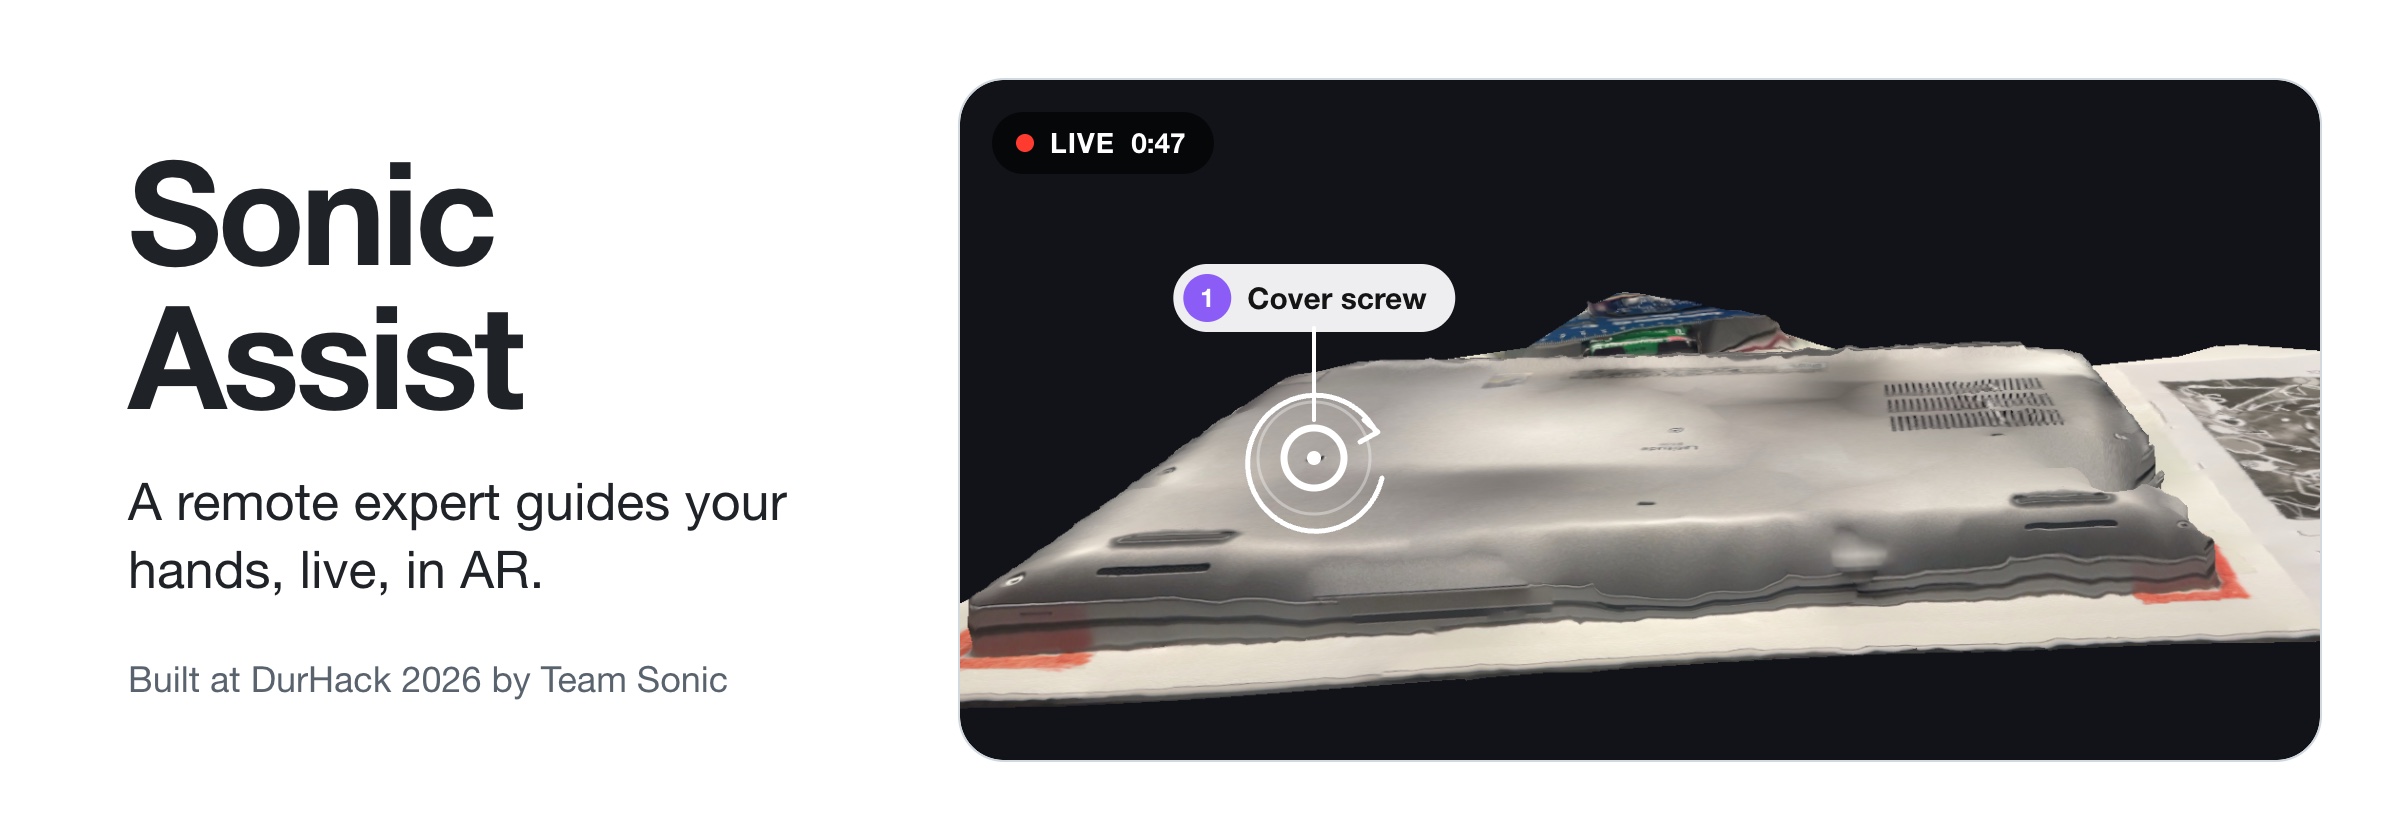 Sonic
Assist
A remote expert guides your
hands, live, in AR.
Built at DurHack 2026 by Team Sonic
LIVE 0:47
1 Cover screw